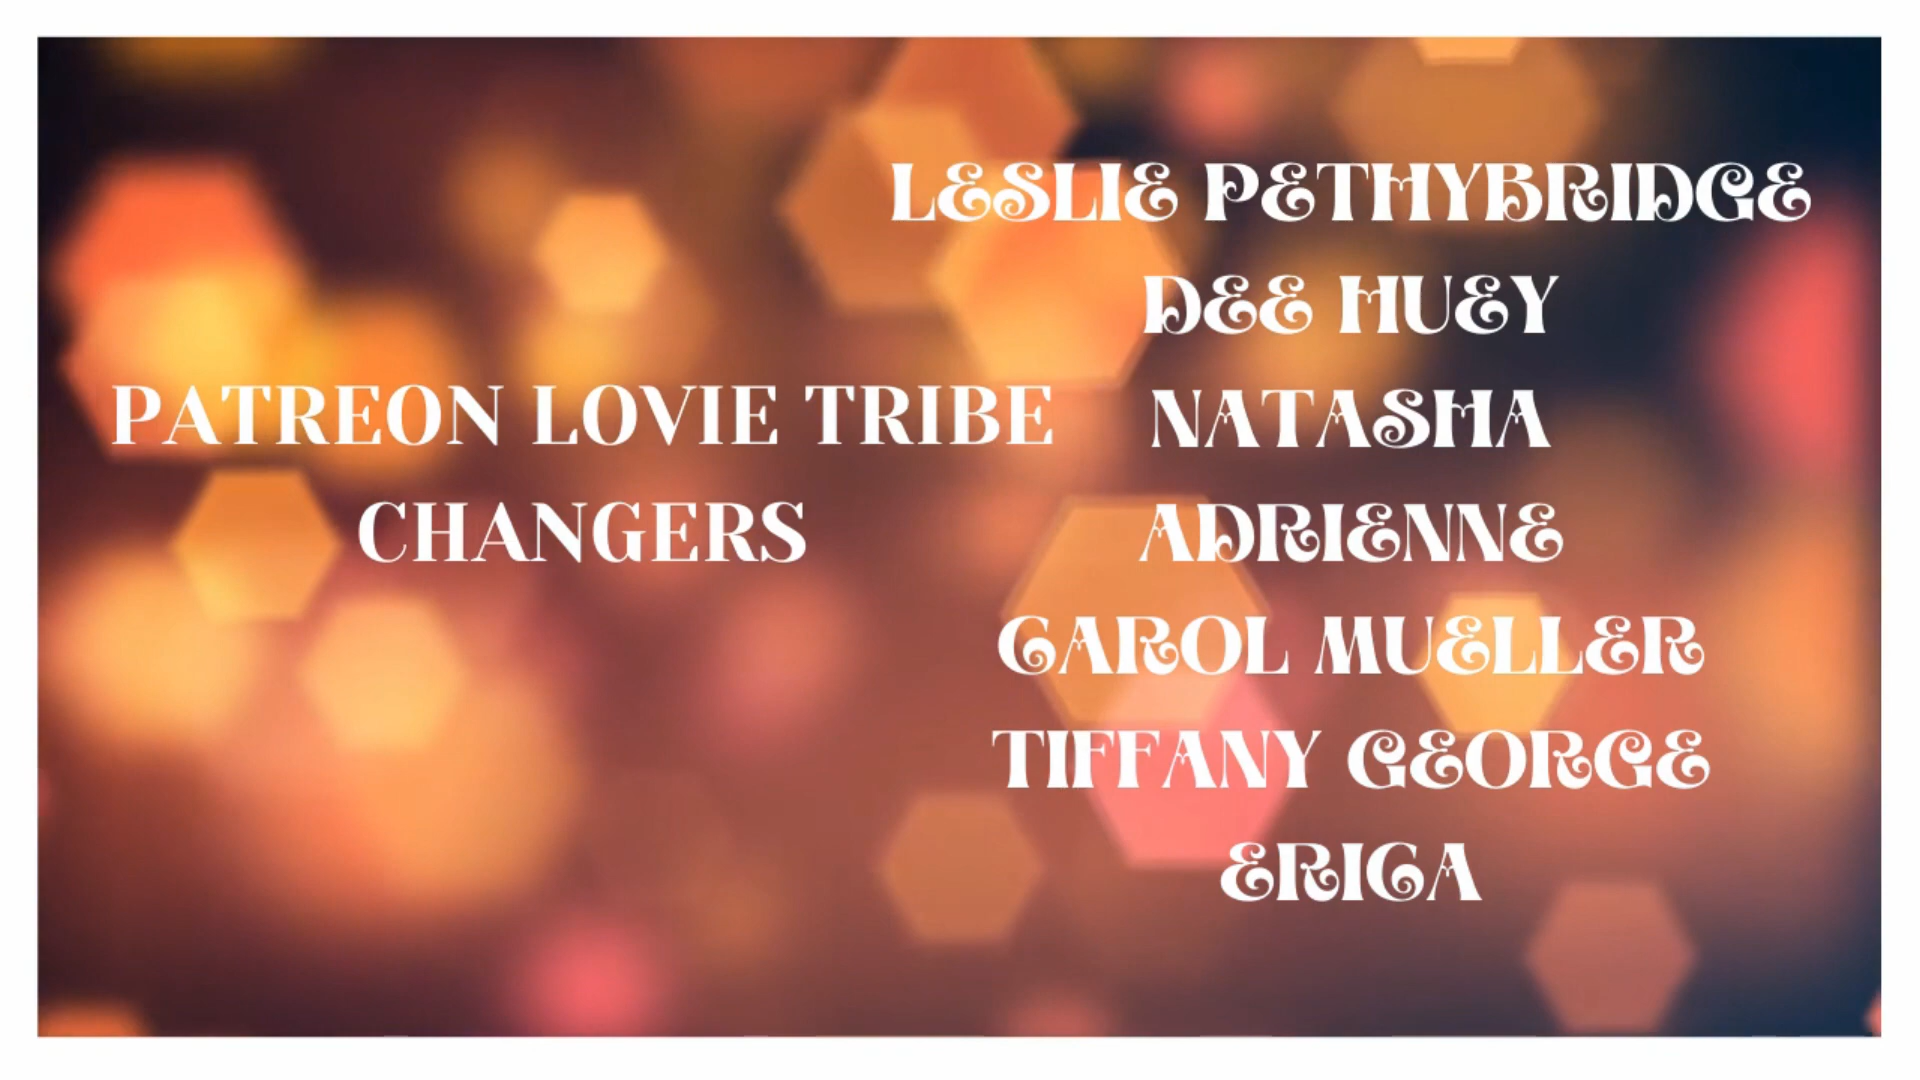 PATREON LOVIE TRIBE
CHANGERS
LESLIE PETHYBRIDGE
DEE HUEY
NATASHA
ADRIENNE
CAROL MUELLER
TIFFANY GEORGE
ERICA